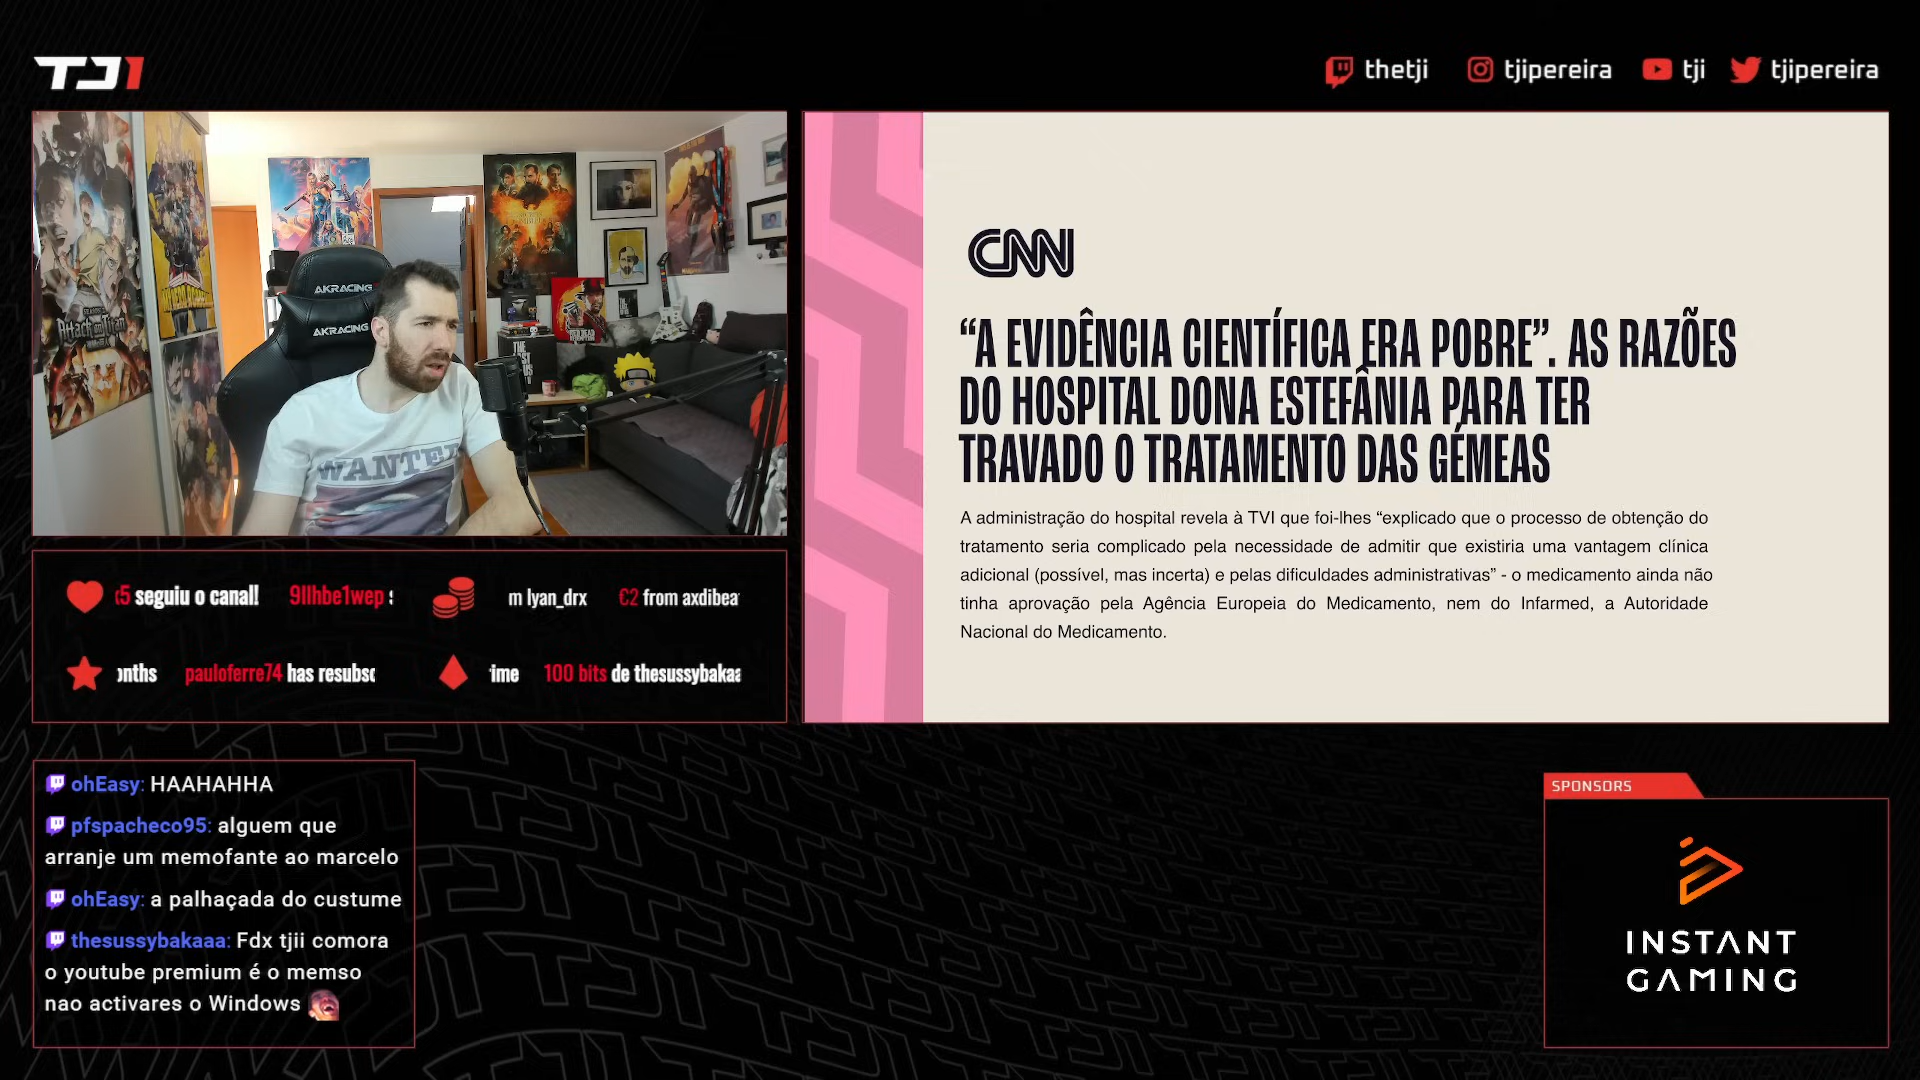 TJ1
thetji
tjipereira
tji
tjipereira
Attack on Titan
AKRACING
AKRACING
WANTED
CNN
“A EVIDÊNCIA CIENTÍFICA ERA POBRE”. AS RAZÕES
DO HOSPITAL DONA ESTEFÂNIA PARA TER
TRAVADO O TRATAMENTO DAS GÉMEAS
A administração do hospital revela à TVI que foi-lhes “explicado que o processo de obtenção do
tratamento seria complicado pela necessidade de admitir que existiria uma vantagem clínica
adicional (possível, mas incerta) e pelas dificuldades administrativas” - o medicamento ainda não
tinha aprovação pela Agência Europeia do Medicamento, nem do Infarmed, a Autoridade
Nacional do Medicamento.
5 seguiu o canal! 9llhbe1wep
m lyan_drx €2 from axdibea
onths pauloferre74 has resubsc
ime 100 bits de thesussybakaa
ohEasy: HAAHAHHA
pfspacheco95: alguem que
arranje um memofante ao marcelo
ohEasy: a palhaçada do custume
thesussybakaaa: Fdx tjii comora
o youtube premium é o memso
nao activares o Windows
SPONSORS
INSTANT
GAMING